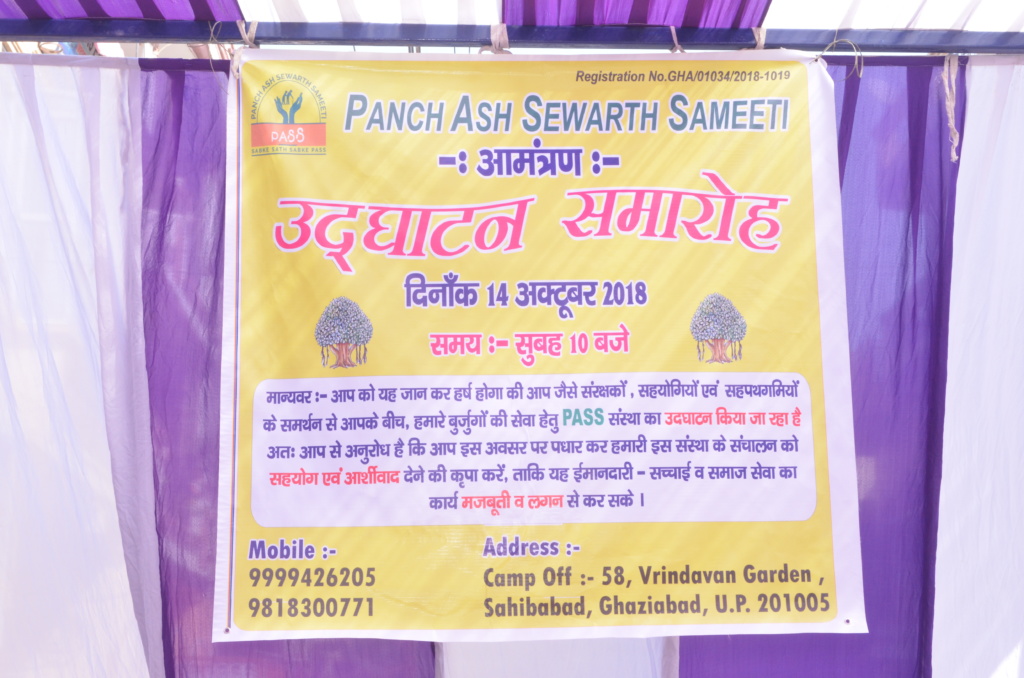 Registration No.GHA/01034/2018-1019
PANCH ASH SEWARTH SAMEETI
PASS
SABKE SATH SABKE PASS
PANCH ASH SEWARTH SAMEETI
-: आमंत्रण :-
उद्घाटन समारोह
दिनाँक 14 अक्टूबर 2018
समय :- सुबह 10 बजे
मान्यवर :- आप को यह जान कर हर्ष होगा की आप जैसे संरक्षकों , सहयोगियों एवं सहपथगमियों
के समर्थन से आपके बीच, हमारे बुर्जुगों की सेवा हेतु PASS संस्था का उदघाटन किया जा रहा है
अतः आप से अनुरोध है कि आप इस अवसर पर पधार कर हमारी इस संस्था के संचालन को
सहयोग एवं आर्शीवाद देने की कृपा करें, ताकि यह ईमानदारी - सच्चाई व समाज सेवा का
कार्य मजबूती व लगन से कर सके ।
Mobile :-
9999426205
9818300771
Address :-
Camp Off :- 58, Vrindavan Garden ,
Sahibabad, Ghaziabad, U.P. 201005